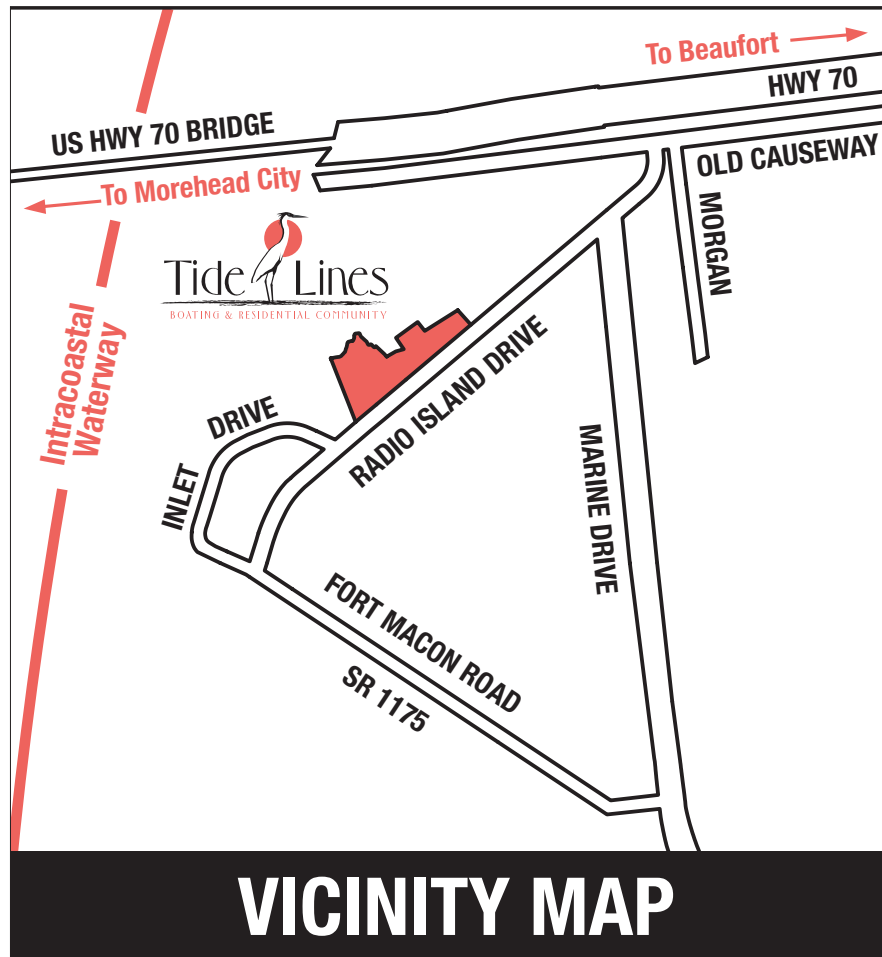 To Beaufort
HWY 70
US HWY 70 BRIDGE
OLD CAUSEWAY
To Morehead City
MORGAN
Tide Lines
BOATING & RESIDENTIAL COMMUNITY
Intracoastal
Waterway
RADIO ISLAND DRIVE
INLET DRIVE
MARINE DRIVE
FORT MACON ROAD
SR 1175
VICINITY MAP